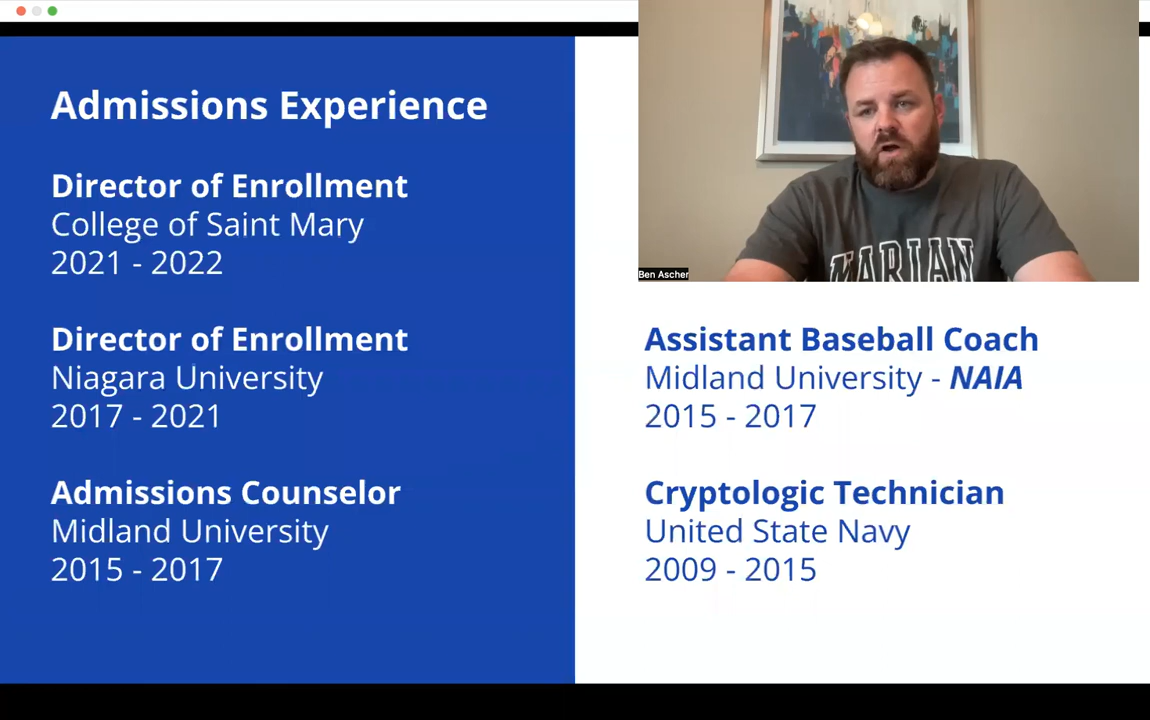 Admissions Experience
Director of Enrollment
College of Saint Mary
2021 - 2022
Director of Enrollment
Niagara University
2017 - 2021
Admissions Counselor
Midland University
2015 - 2017
MARIAN
Ben Ascher
Assistant Baseball Coach
Midland University - NAIA
2015 - 2017
Cryptologic Technician
United State Navy
2009 - 2015